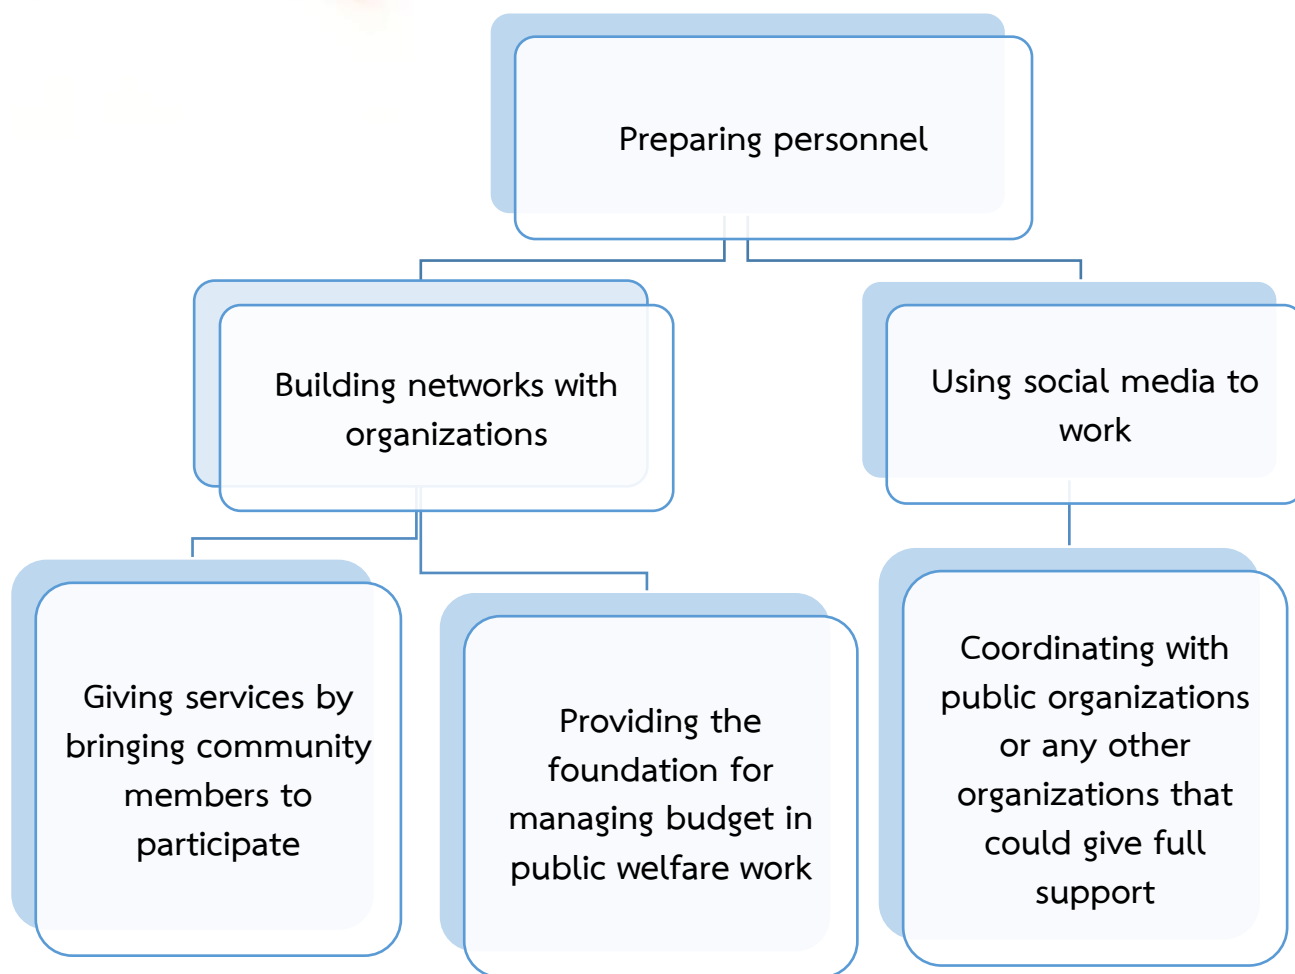 Preparing personnel
Building networks with
organizations
Using social media to
work
Giving services by
bringing community
members to
participate
Providing the
foundation for
managing budget in
public welfare work
Coordinating with
public organizations
or any other
organizations that
could give full
support